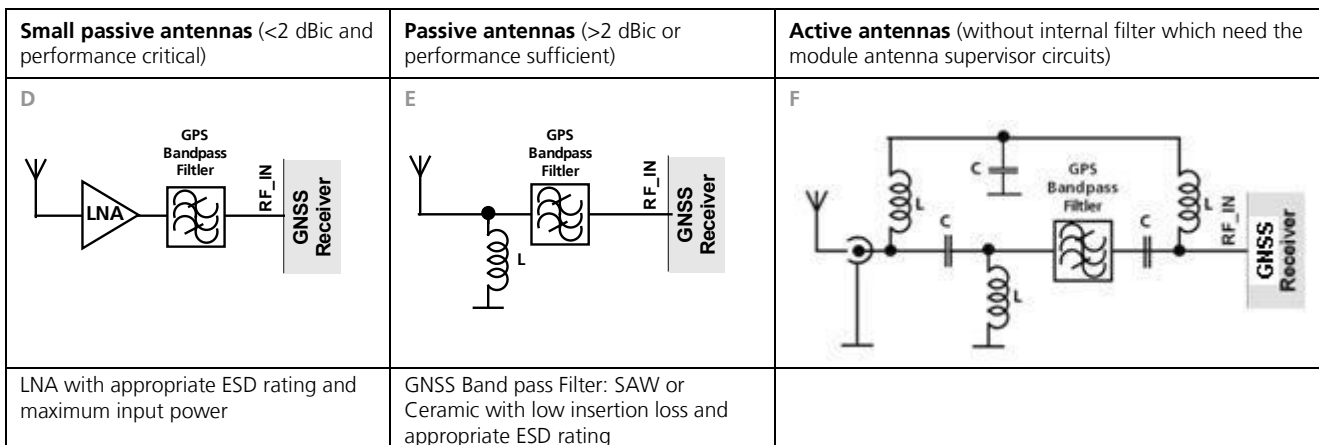 Small passive antennas (<2 dBic and
performance critical)
Passive antennas (>2 dBic or
performance sufficient)
Active antennas (without internal filter which need the
module antenna supervisor circuits)
D
GPS
Bandpass
Filtler
LNA
RF_IN
GNSS
Receiver
E
GPS
Bandpass
Filtler
L
RF_IN
GNSS
Receiver
F
C
GPS
Bandpass
Filtler
L
C
L
C
L
RF_IN
GNSS
Receiver
LNA with appropriate ESD rating and
maximum input power
GNSS Band pass Filter: SAW or
Ceramic with low insertion loss and
appropriate ESD rating